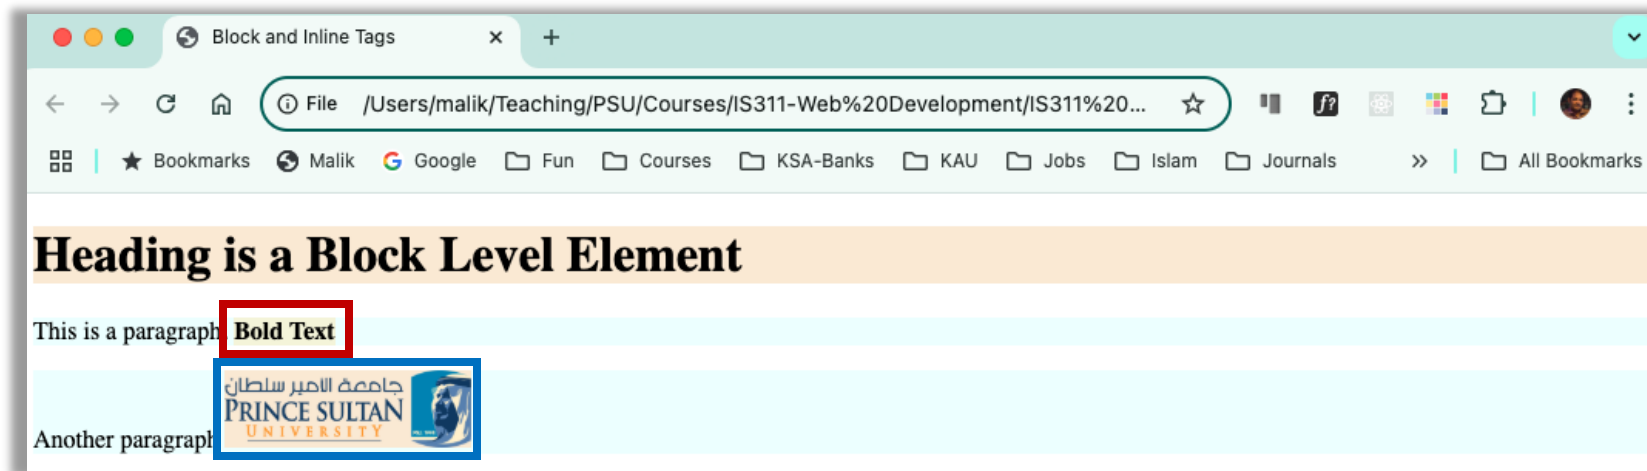 Block and Inline Tags
File /Users/malik/Teaching/PSU/Courses/IS311-Web%20Development/IS311%20...
f?
Bookmarks Malik Google Fun Courses KSA-Banks KAU Jobs Islam Journals » All Bookmarks
Heading is a Block Level Element
This is a paragraph Bold Text
جامعة الامير سلطان
PRINCE SULTAN
UNIVERSITY
Another paragraph